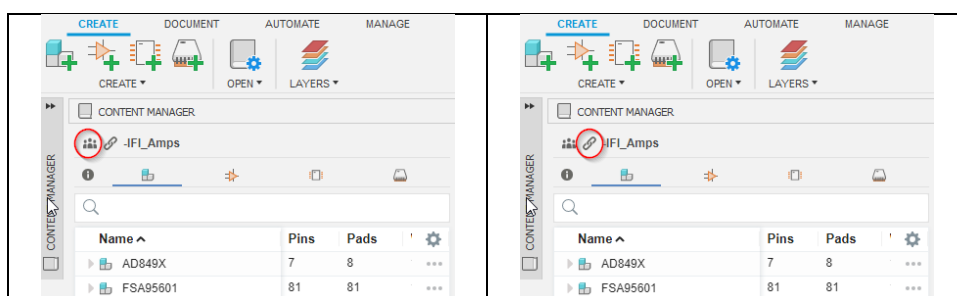 CREATE DOCUMENT AUTOMATE MANAGE
CREATE OPEN LAYERS
CONTENT MANAGER
CONTENT MANAGER
-IFI_Amps
Name Pins Pads
AD849X 7 8
FSA95601 81 81
CREATE DOCUMENT AUTOMATE MANAGE
CREATE OPEN LAYERS
CONTENT MANAGER
CONTENT MANAGER
-IFI_Amps
Name Pins Pads
AD849X 7 8
FSA95601 81 81